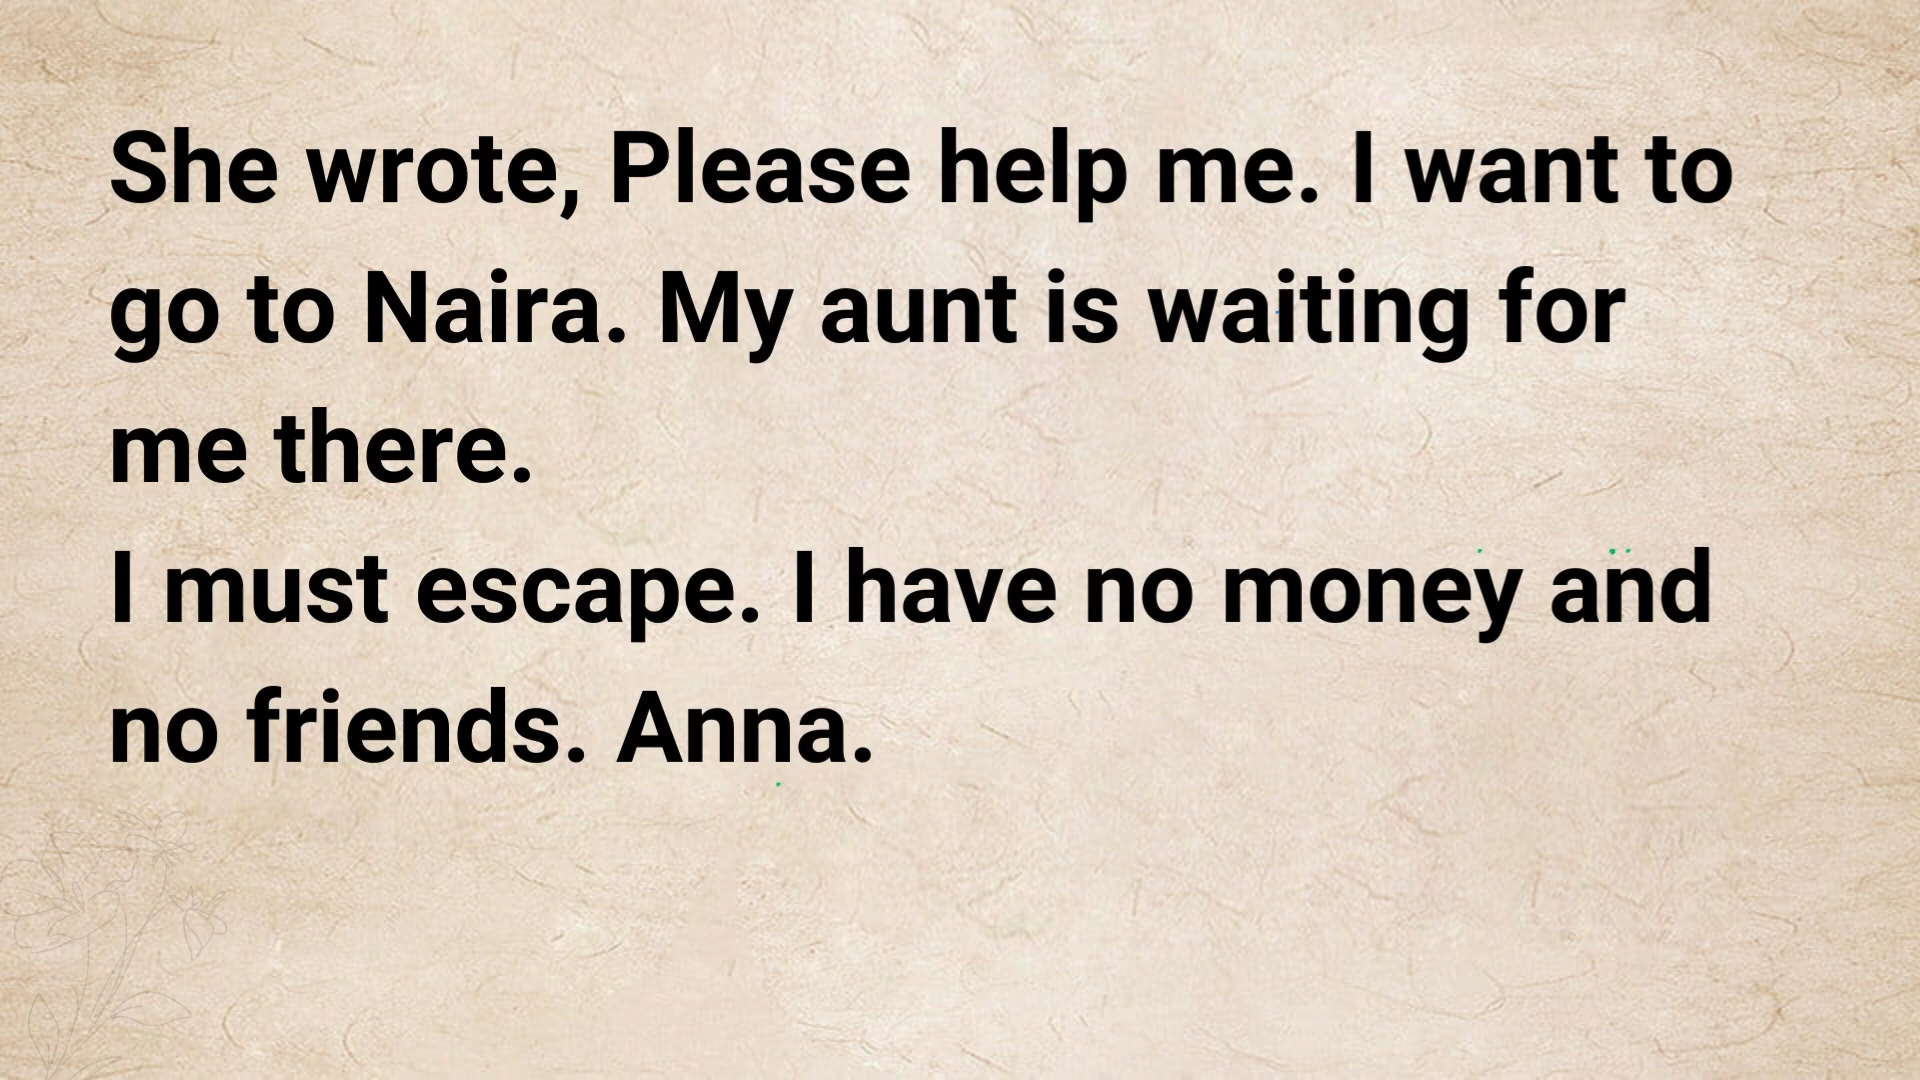 She wrote, Please help me. I want to
go to Naira. My aunt is waiting for
me there.
I must escape. I have no money and
no friends. Anna.